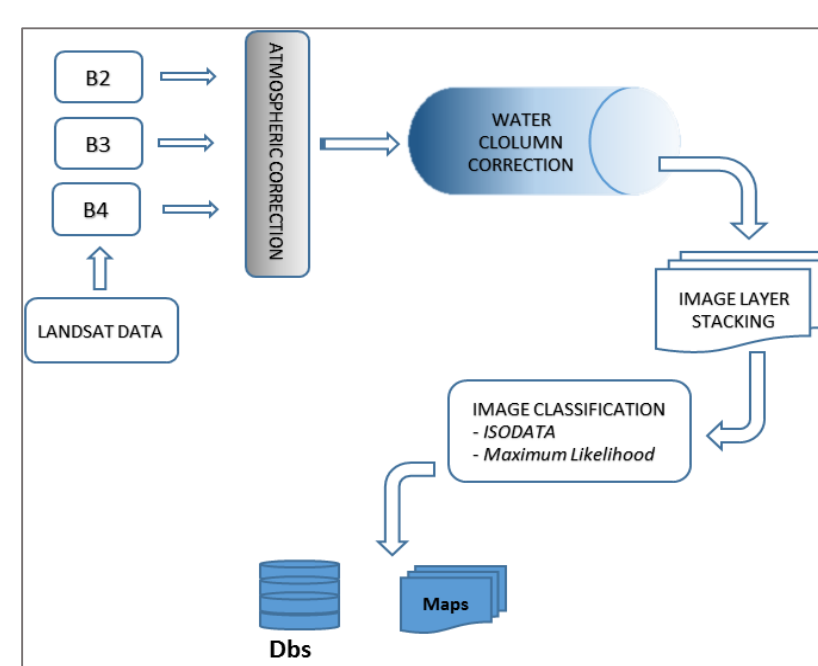 B2
B3
B4
LANDSAT DATA
ATMOSPHERIC CORRECTION
WATER
CLOLUMN
CORRECTION
IMAGE LAYER
STACKING
IMAGE CLASSIFICATION
- ISODATA
- Maximum Likelihood
Maps
Dbs